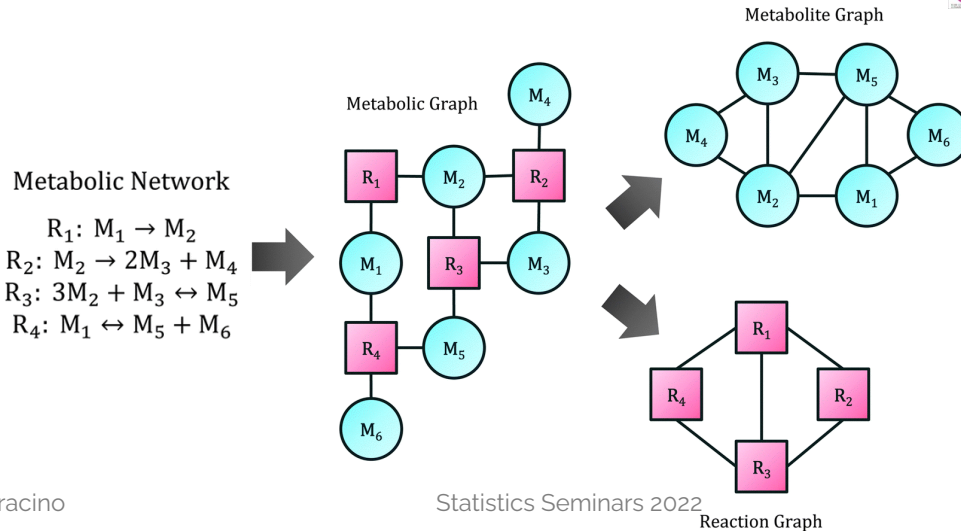 Metabolic Network
R₁: M₁ → M₂
R₂: M₂ → 2M₃ + M₄
R₃: 3M₂ + M₃ ↔ M₅
R₄: M₁ ↔ M₅ + M₆
Metabolic Graph
M₄
R₁
M₂
R₂
M₁
R₃
M₃
R₄
M₅
M₆
Metabolite Graph
M₃
M₅
M₄
M₆
M₂
M₁
R₁
R₄
R₂
R₃
Reaction Graph
racino
Statistics Seminars 2022